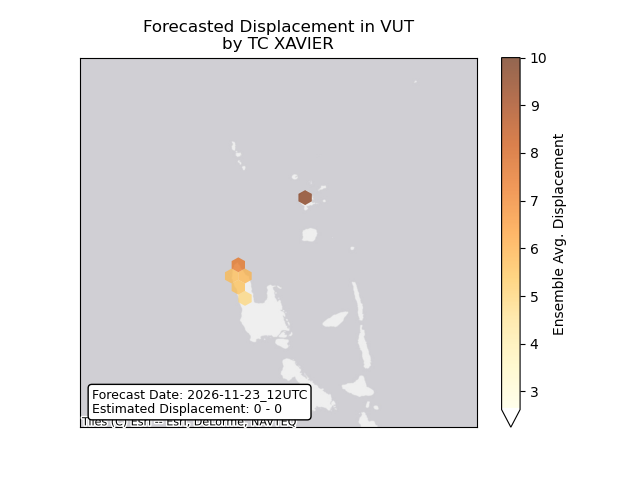 Forecasted Displacement in VUT
by TC XAVIER
10
9
8
7
6
5
4
3
Ensemble Avg. Displacement
Forecast Date: 2026-11-23_12UTC
Estimated Displacement: 0 - 0
Tiles (C) Esri -- Esri, DeLorme, NAVTEQ